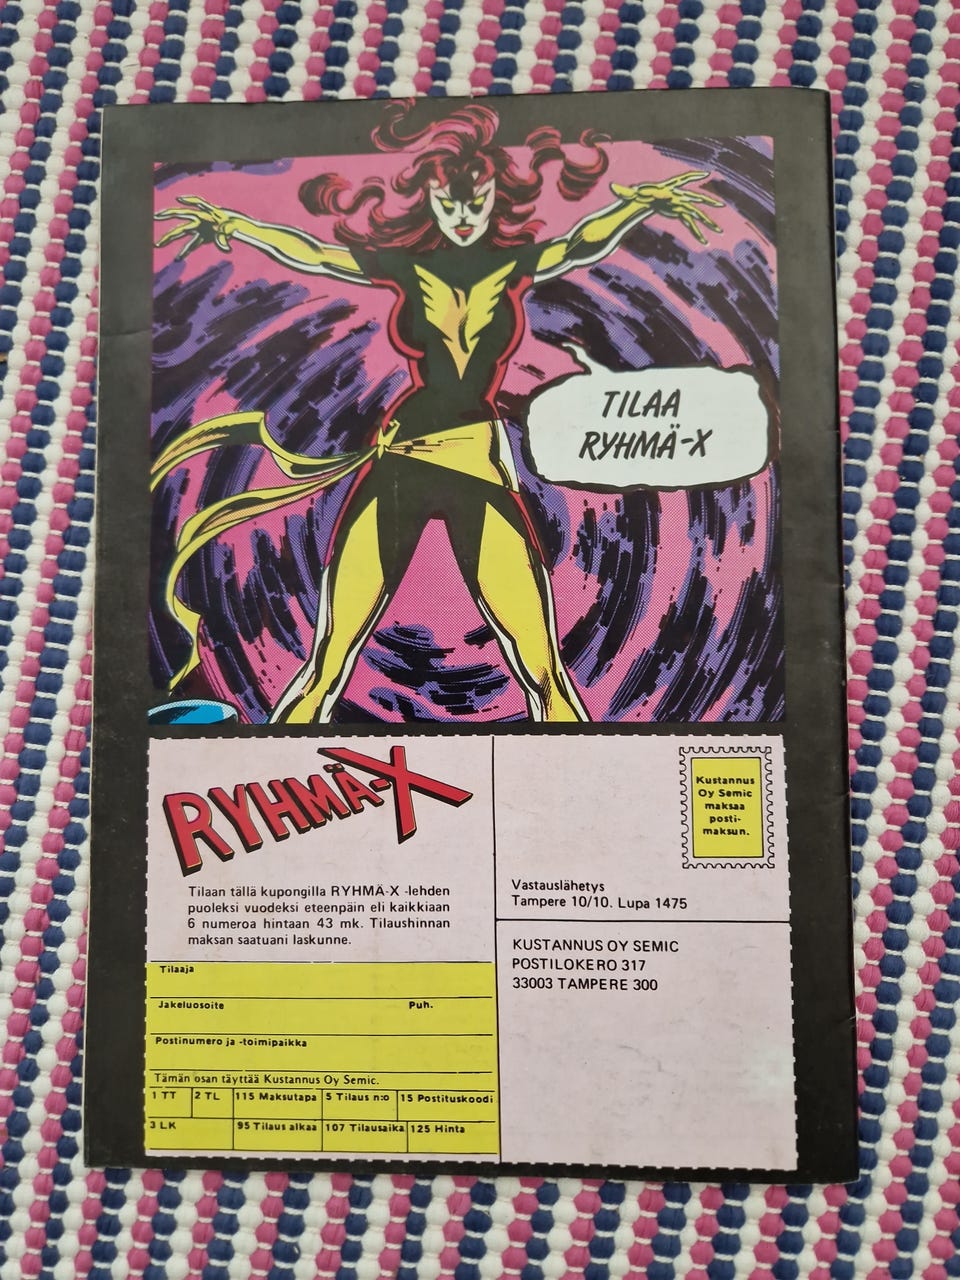 TILAA
RYHMÄ-X
RYHMÄ-X
Tilaan tällä kupongilla RYHMÄ-X -lehden
puoleksi vuodeksi eteenpäin eli kaikkiaan
6 numeroa hintaan 43 mk. Tilaushinnan
maksan saatuani laskunne.
Tilaaja
Jakeluosoite Puh.
Postinumero ja -toimipaikka
Tämän osan täyttää Kustannus Oy Semic.
1 TT 2 TL 115 Maksutapa 5 Tilaus n:o 15 Postituskoodi
3 LK 95 Tilaus alkaa 107 Tilausaika 125 Hinta
Kustannus
Oy Semic
maksaa
posti-
maksun.
Vastauslähetys
Tampere 10/10. Lupa 1475
KUSTANNUS OY SEMIC
POSTILOKERO 317
33003 TAMPERE 300